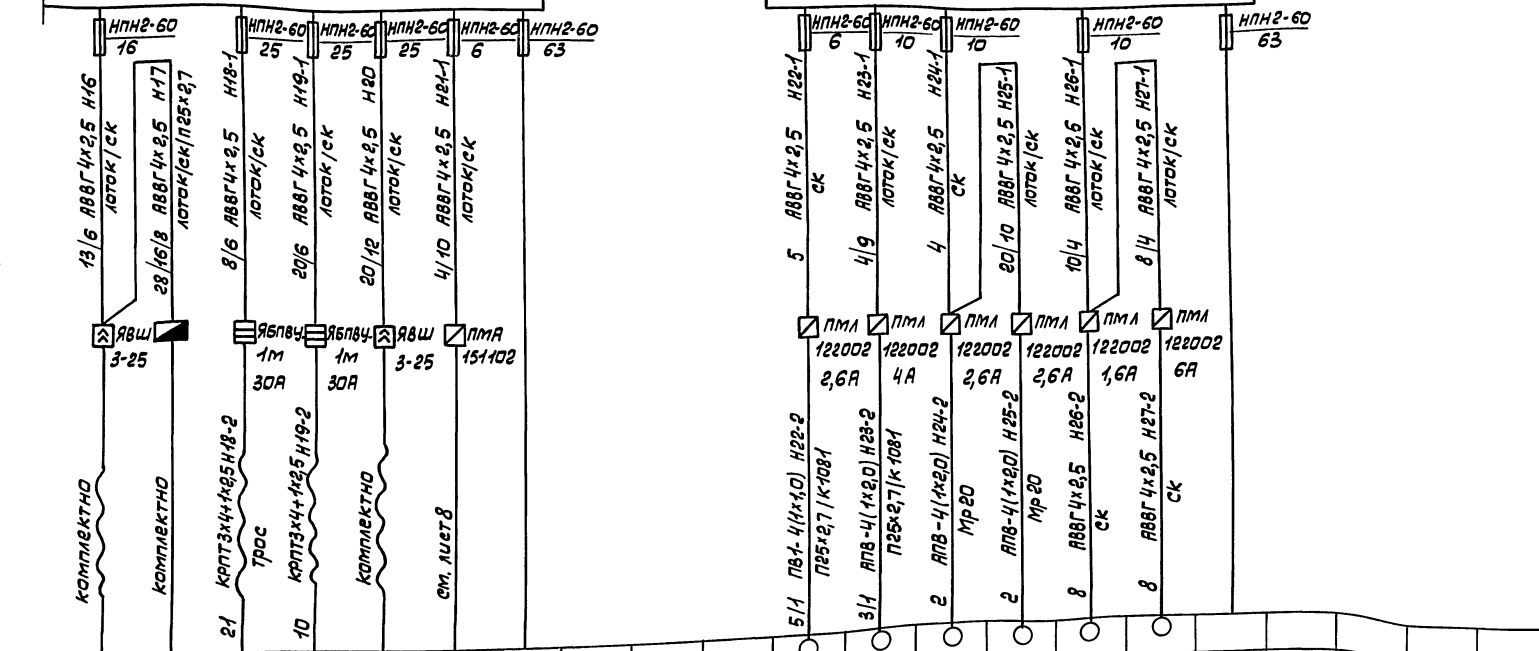 НПН2-60
16
НПН2-60
25
НПН2-60
25
НПН2-60
25
НПН2-60
6
НПН2-60
63
НПН2-60
6
НПН2-60
10
НПН2-60
10
НПН2-60
10
НПН2-60
63
13/6 АВВГ 4х2,5 Н16
лоток/ск
28/16/8 АВВГ 4х2,5 Н17
лоток/ск/П25х2,7
8/6 АВВГ 4х2,5 Н18-1
лоток/ск
20/6 АВВГ 4х2,5 Н19-1
лоток/ск
20/12 АВВГ 4х2,5 Н20
лоток/ск
4/10 АВВГ 4х2,5 Н21-1
лоток/ск
5 АВВГ 4х2,5 Н22-1
ск
4/9 АВВГ 4х2,5 Н23-1
лоток/ск
4 АВВГ 4х2,5 Н24-1
ск
20/10 АВВГ 4х2,5 Н25-1
лоток/ск
10/4 АВВГ 4х2,6 Н26-1
лоток/ск
8/4 АВВГ 4х2,5 Н27-1
лоток/ск
ЯВШ
3-25
ЯБПВУ-
1м
30А
ЯБПВУ-
1м
30А
ЯВШ
3-25
ПМА
151102
ПМЛ
122002
2,6А
ПМЛ
122002
4А
ПМЛ
122002
2,6А
ПМЛ
122002
2,6А
ПМЛ
122002
1,6А
ПМЛ
122002
6А
комплектно
комплектно
21 КРПТ3х4+1х2,5 Н18-2
Трос
10 КРПТ3х4+1х2,5 Н19-2
комплектно
см. лист 8
5/1 ПВ1-4(1х1,0) Н22-2
П25х2,7/К1081
3/1 АПВ-4(1х2,0) Н23-2
П25х2,7/К1081
2 АПВ-4(1х2,0) Н24-2
Мр20
2 АПВ-4(1х2,0) Н25-2
Мр20
8 АВВГ 4х2,5 Н26-2
ск
8 АВВГ 4х2,5 Н27-2
ск